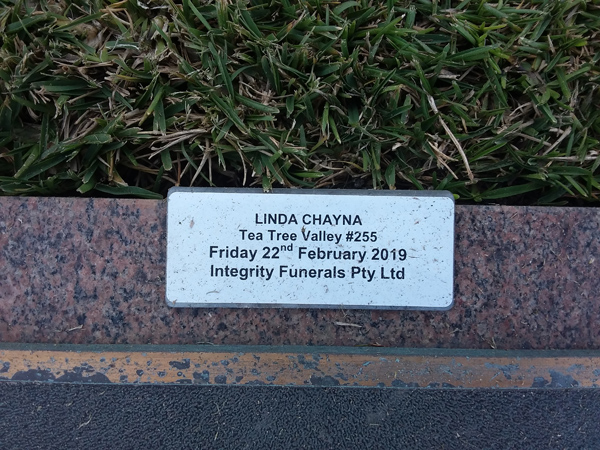 LINDA CHAYNA
Tea Tree Valley #255
Friday 22nd February 2019
Integrity Funerals Pty Ltd